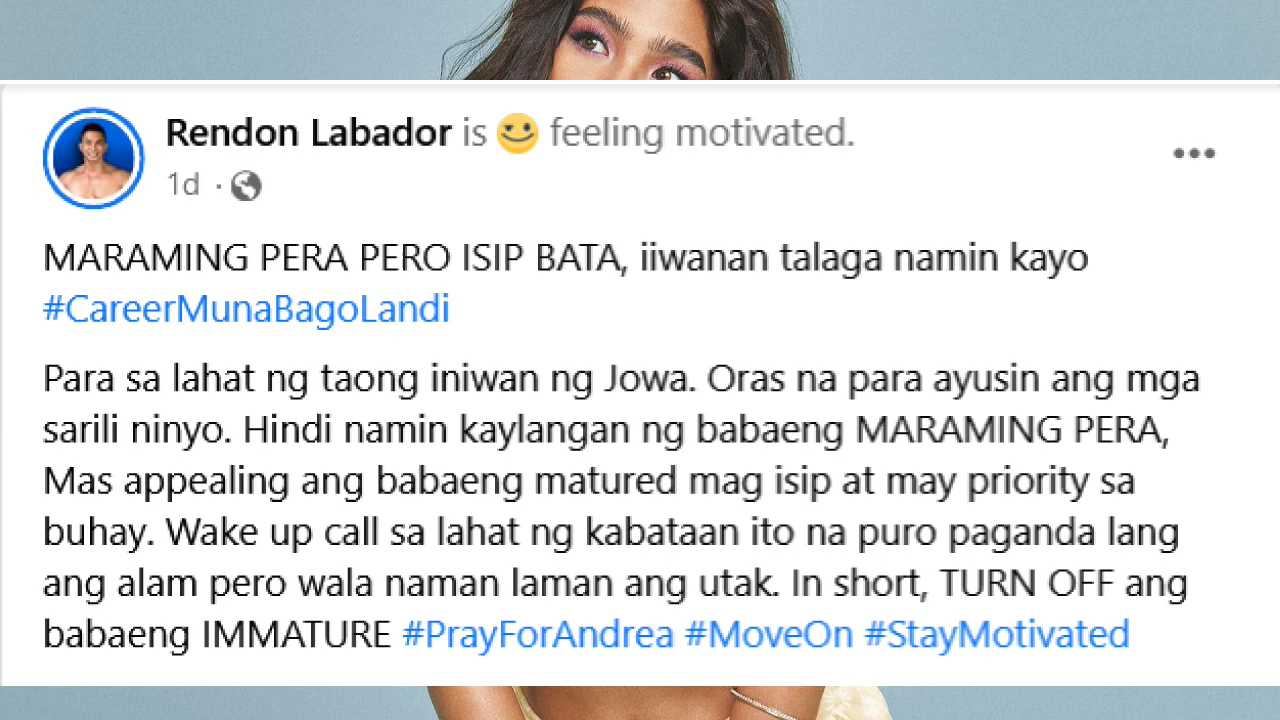 Rendon Labador is feeling motivated.
1d ·
MARAMING PERA PERO ISIP BATA, iiwanan talaga namin kayo
#CareerMunaBagoLandi
Para sa lahat ng taong iniwan ng Jowa. Oras na para ayusin ang mga
sarili ninyo. Hindi namin kaylangan ng babaeng MARAMING PERA,
Mas appealing ang babaeng matured mag isip at may priority sa
buhay. Wake up call sa lahat ng kabataan ito na puro paganda lang
ang alam pero wala naman laman ang utak. In short, TURN OFF ang
babaeng IMMATURE #PrayForAndrea #MoveOn #StayMotivated